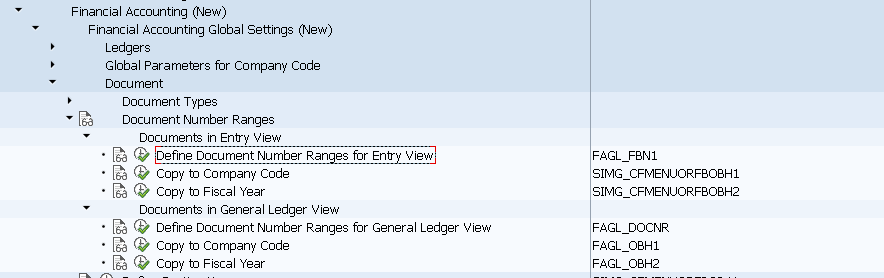 Financial Accounting (New)
Financial Accounting Global Settings (New)
Ledgers
Global Parameters for Company Code
Document
Document Types
Document Number Ranges
Documents in Entry View
Define Document Number Ranges for Entry View FAGL_FBN1
Copy to Company Code SIMG_CFMENUORFBOBH1
Copy to Fiscal Year SIMG_CFMENUORFBOBH2
Documents in General Ledger View
Define Document Number Ranges for General Ledger View FAGL_DOCNR
Copy to Company Code FAGL_OBH1
Copy to Fiscal Year FAGL_OBH2